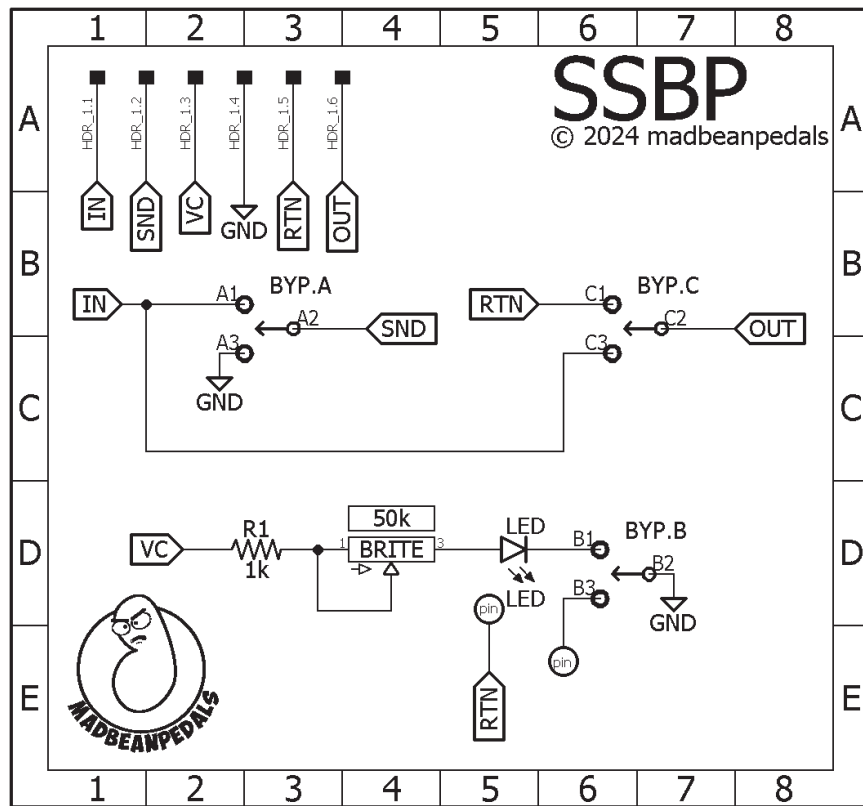 1 2 3 4 5 6 7 8
SSBP
© 2024 madbeanpedals
A A
HDR_1.1 HDR_1.2 HDR_1.3 HDR_1.4 HDR_1.5 HDR_1.6
IN SND VC GND RTN OUT
B B
IN A1 BYP.A A2 SND RTN C1 BYP.C C2 OUT
A3 C3
GND
C C
50k
D D
VC R1 1 BRITE 3 LED B1 BYP.B B2
1k LED B3 GND
pin pin
E E
RTN
MADBEANPEDALS
1 2 3 4 5 6 7 8